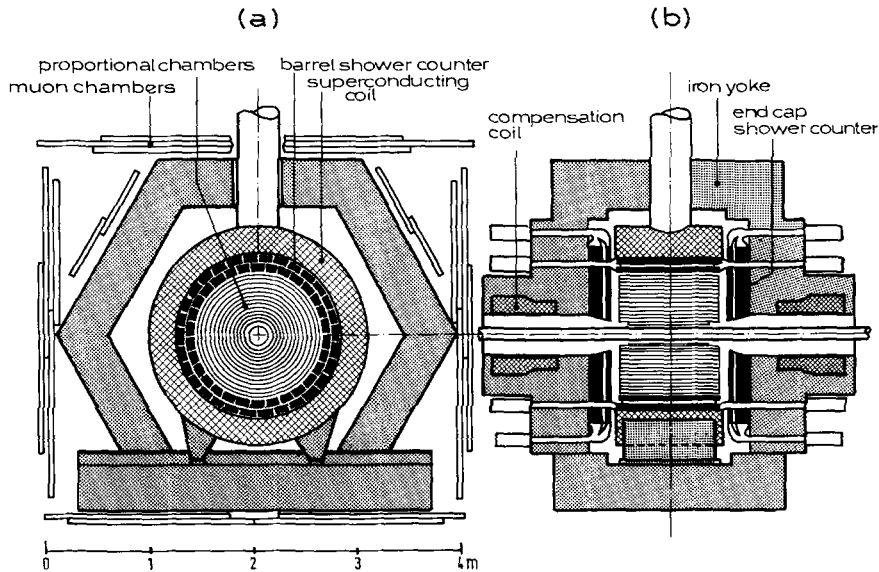 (a)
(b)
proportional chambers
muon chambers
barrel shower counter
superconducting
coil
iron yoke
compensation
coil
end cap
shower counter
0 1 2 3 4m